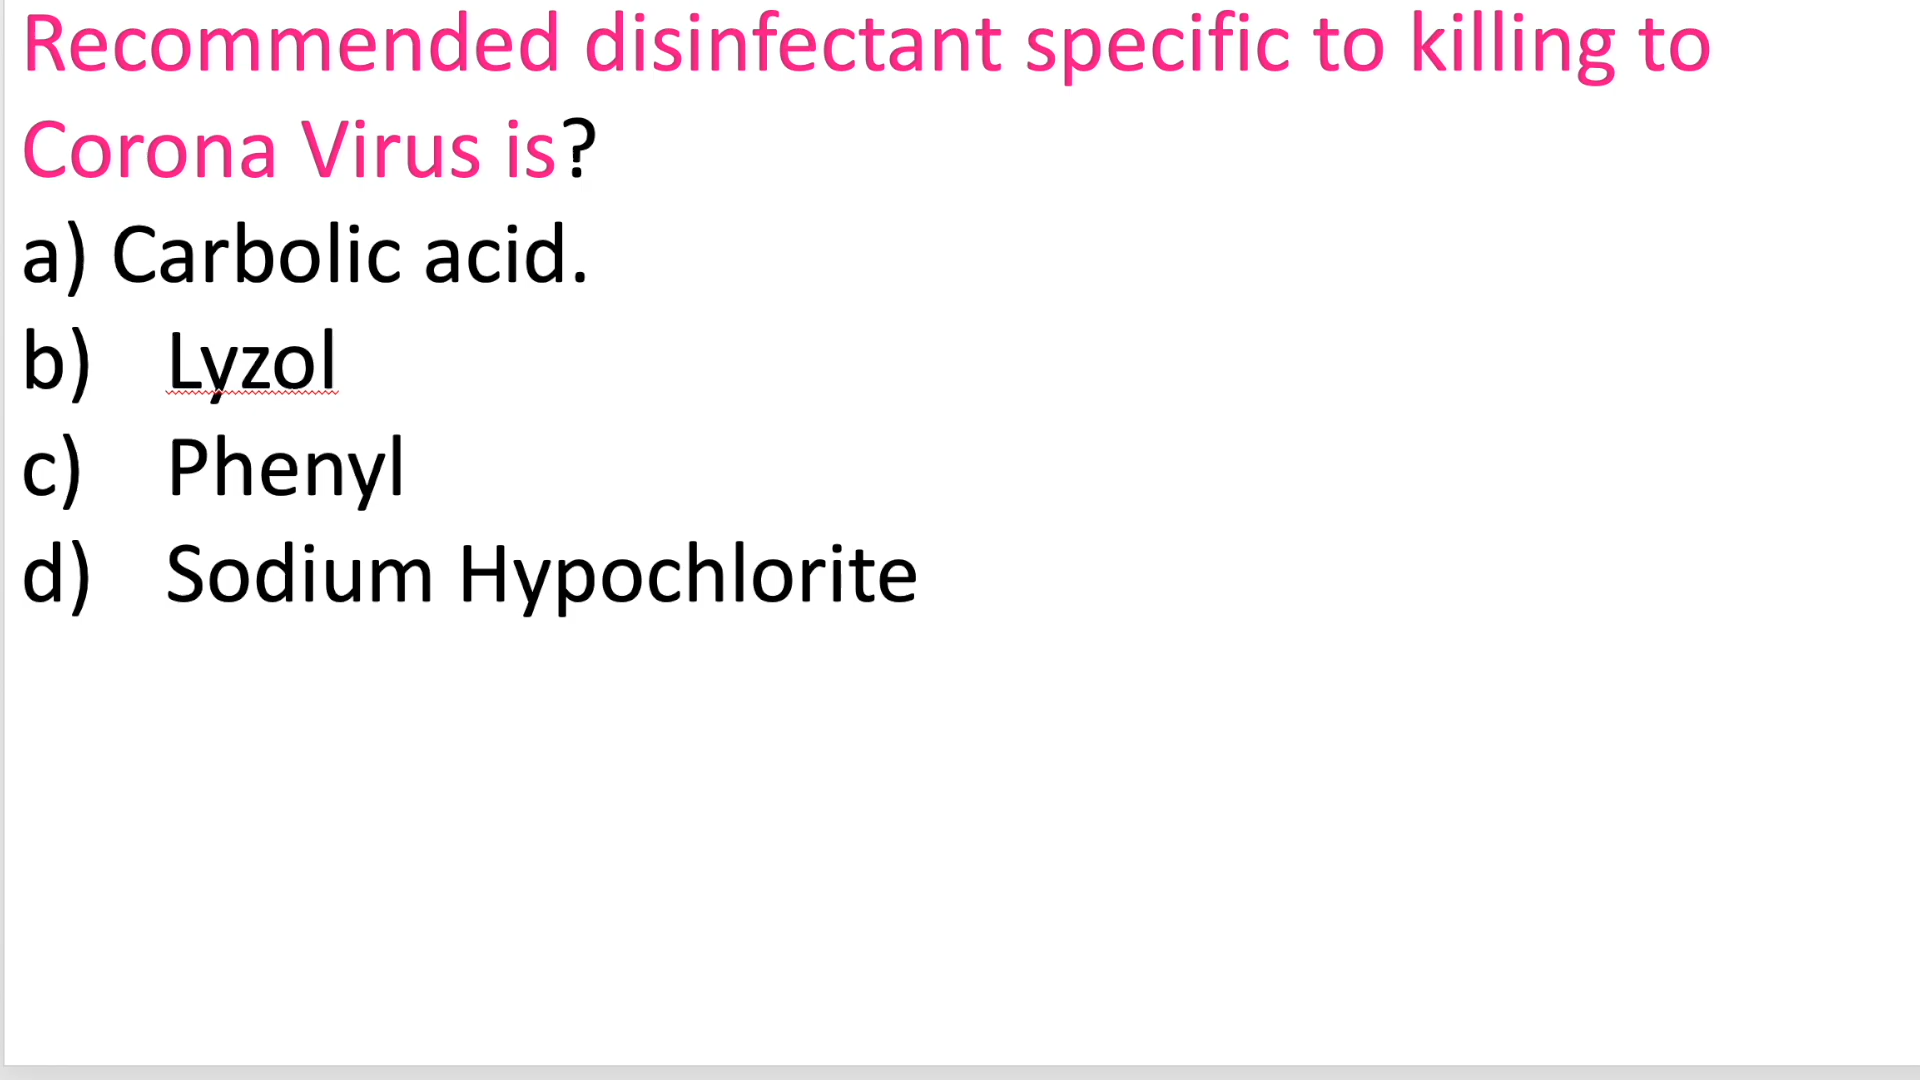 Recommended disinfectant specific to killing to
Corona Virus is?
a) Carbolic acid.
b) Lyzol
c) Phenyl
d) Sodium Hypochlorite